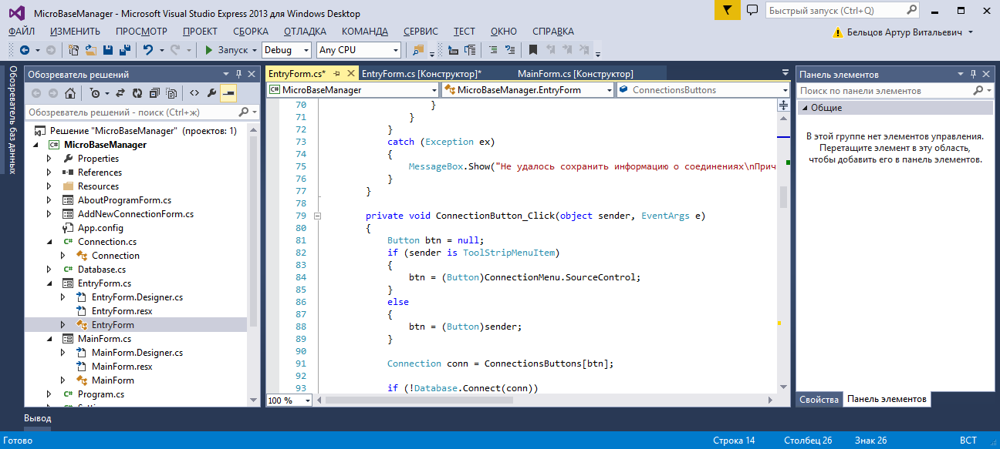 MicroBaseManager - Microsoft Visual Studio Express 2013 для Windows Desktop
Быстрый запуск (Ctrl+Q)
ФАЙЛ ИЗМЕНИТЬ ПРОСМОТР ПРОЕКТ СБОРКА ОТЛАДКА КОМАНДА СЕРВИС ТЕСТ ОКНО СПРАВКА
Бельцов Артур Витальевич
Запуск Debug Any CPU
Обозреватель баз данных
Обозреватель решений
Обозреватель решений - поиск (Ctrl+ж)
Решение "MicroBaseManager" (проектов: 1)
MicroBaseManager
Properties
References
Resources
AboutProgramForm.cs
AddNewConnectionForm.cs
App.config
Connection.cs
Connection
Database.cs
EntryForm.cs
EntryForm.Designer.cs
EntryForm.resx
EntryForm
MainForm.cs
MainForm.Designer.cs
MainForm.resx
MainForm
Program.cs
EntryForm.cs* EntryForm.cs [Конструктор]* MainForm.cs [Конструктор]
MicroBaseManager MicroBaseManager.EntryForm ConnectionsButtons
70 }
71 }
72 }
73 catch (Exception ex)
74 {
75 MessageBox.Show("Не удалось сохранить информацию о соединениях\nПрич
76 }
77 }
78
79 private void ConnectionButton_Click(object sender, EventArgs e)
80 {
81 Button btn = null;
82 if (sender is ToolStripMenuItem)
83 {
84 btn = (Button)ConnectionMenu.SourceControl;
85 }
86 else
87 {
88 btn = (Button)sender;
89 }
90
91 Connection conn = ConnectionsButtons[btn];
92
93 if (!Database.Connect(conn))
100 %
Панель элементов
Поиск по панели элементов
Общие
В этой группе нет элементов управления.
Перетащите элемент в эту область,
чтобы добавить его в панель элементов.
Свойства Панель элементов
Вывод
Готово Строка 14 Столбец 26 Знак 26 ВСТ